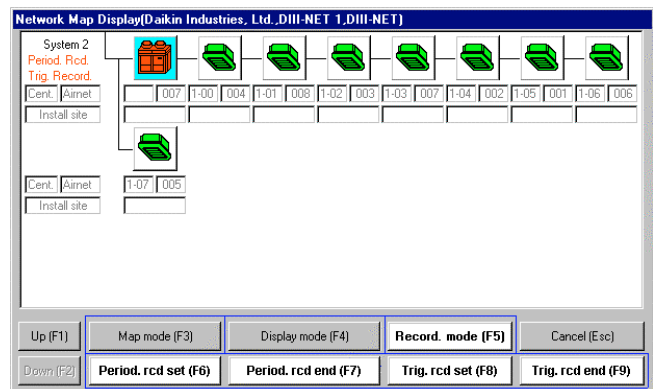 Network Map Display(Daikin Industries, Ltd.,DIII-NET 1,DIII-NET)
System 2
Period. Rcd.
Trig. Record.
Cent. Airnet 007 1-00 004 1-01 008 1-02 003 1-03 007 1-04 002 1-05 001 1-06 006
Install site
Cent. Airnet 1-07 005
Install site
Up (F1) Map mode (F3) Display mode (F4) Record. mode (F5) Cancel (Esc)
Down (F2) Period. rcd set (F6) Period. rcd end (F7) Trig. rcd set (F8) Trig. rcd end (F9)